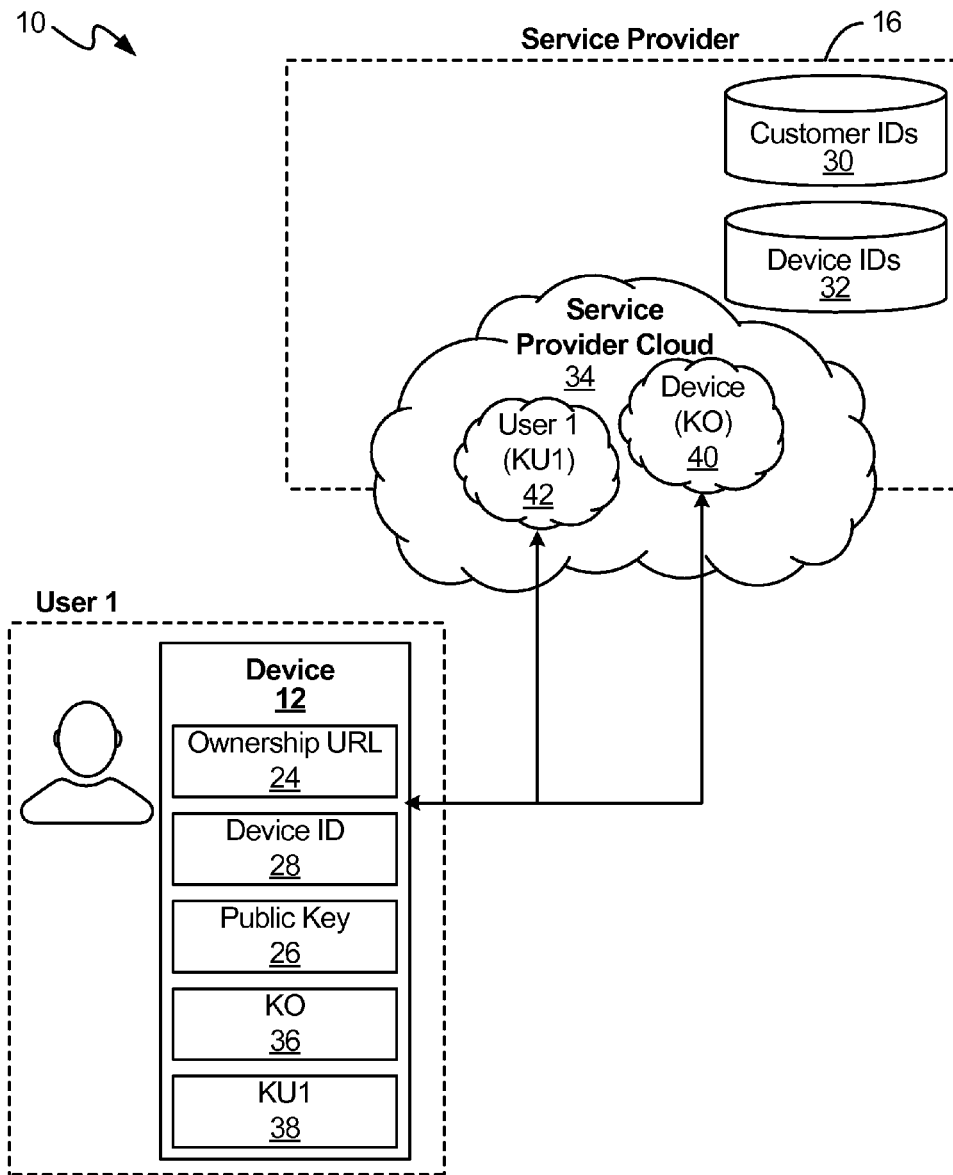 10
Service Provider
16
Customer IDs
30
Device IDs
32
Service
Provider Cloud
34
Device
(KO)
40
User 1
(KU1)
42
User 1
Device
12
Ownership URL
24
Device ID
28
Public Key
26
KO
36
KU1
38